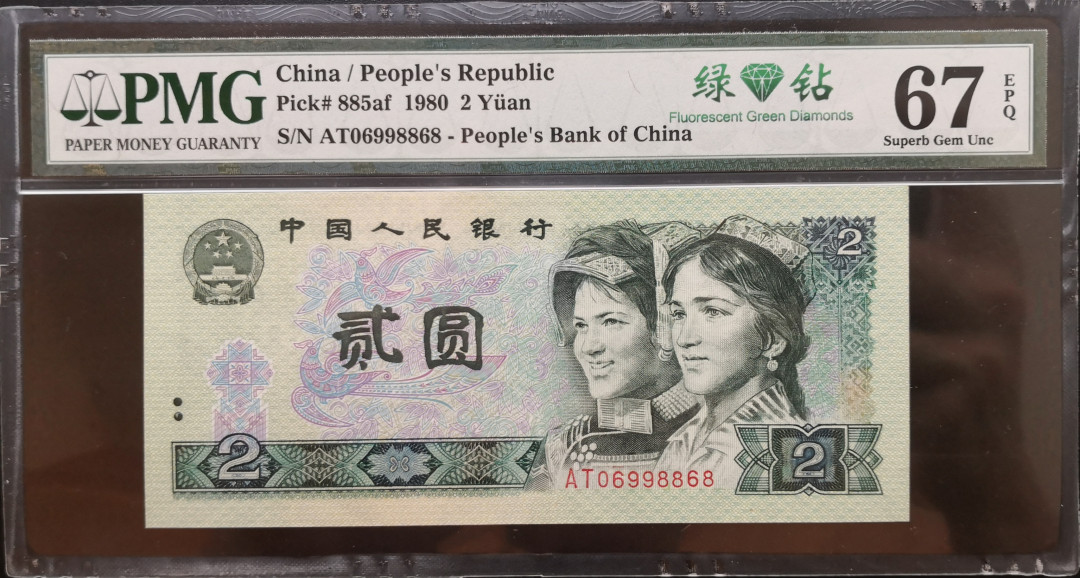 PMG
PAPER MONEY GUARANTY
China / People's Republic
Pick# 885af 1980 2 Yüan
S/N AT06998868 - People's Bank of China
绿钻
Fluorescent Green Diamonds
67
EPQ
Superb Gem Unc
中国人民银行
2
贰圆
2
2
AT06998868